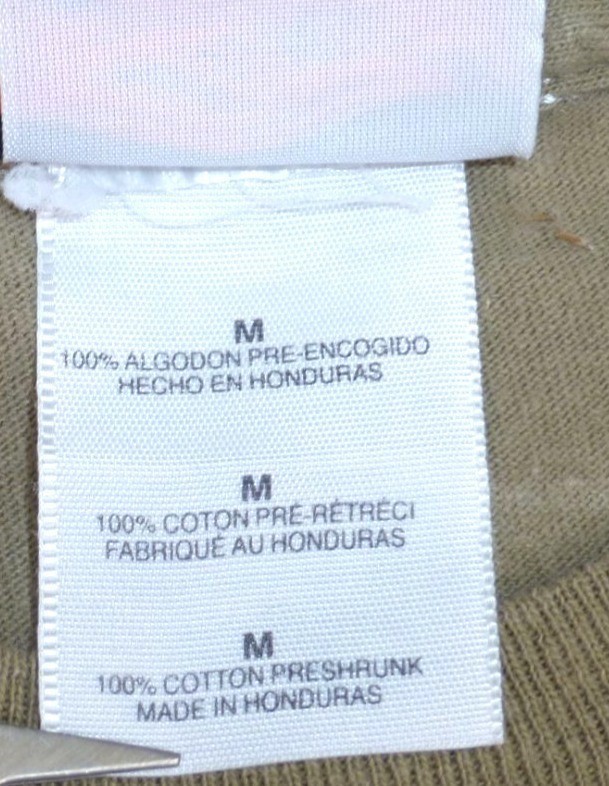 M
100% ALGODON PRE-ENCOGIDO
HECHO EN HONDURAS
M
100% COTON PRÉ-RÉTRÉCI
FABRIQUÉ AU HONDURAS
M
100% COTTON PRESHRUNK
MADE IN HONDURAS